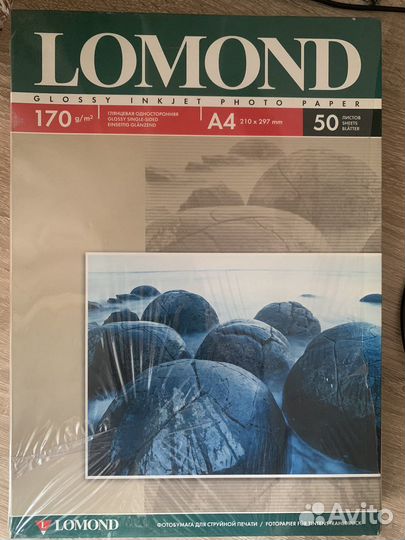 LOMOND
GLOSSY INKJET PHOTO PAPER
170 g/m²
ГЛЯНЦЕВАЯ ОДНОСТОРОННЯЯ
GLOSSY SINGLE-SIDED
EINSEITIG GLÄNZEND
A4 210 x 297 mm
50
ЛИСТОВ
SHEETS
BLÄTTER
L LOMOND
ФОТОБУМАГА ДЛЯ СТРУЙНОЙ ПЕЧАТИ / FOTOPAPIER FÜR TINTENSTRAHLDRUCK
Avito